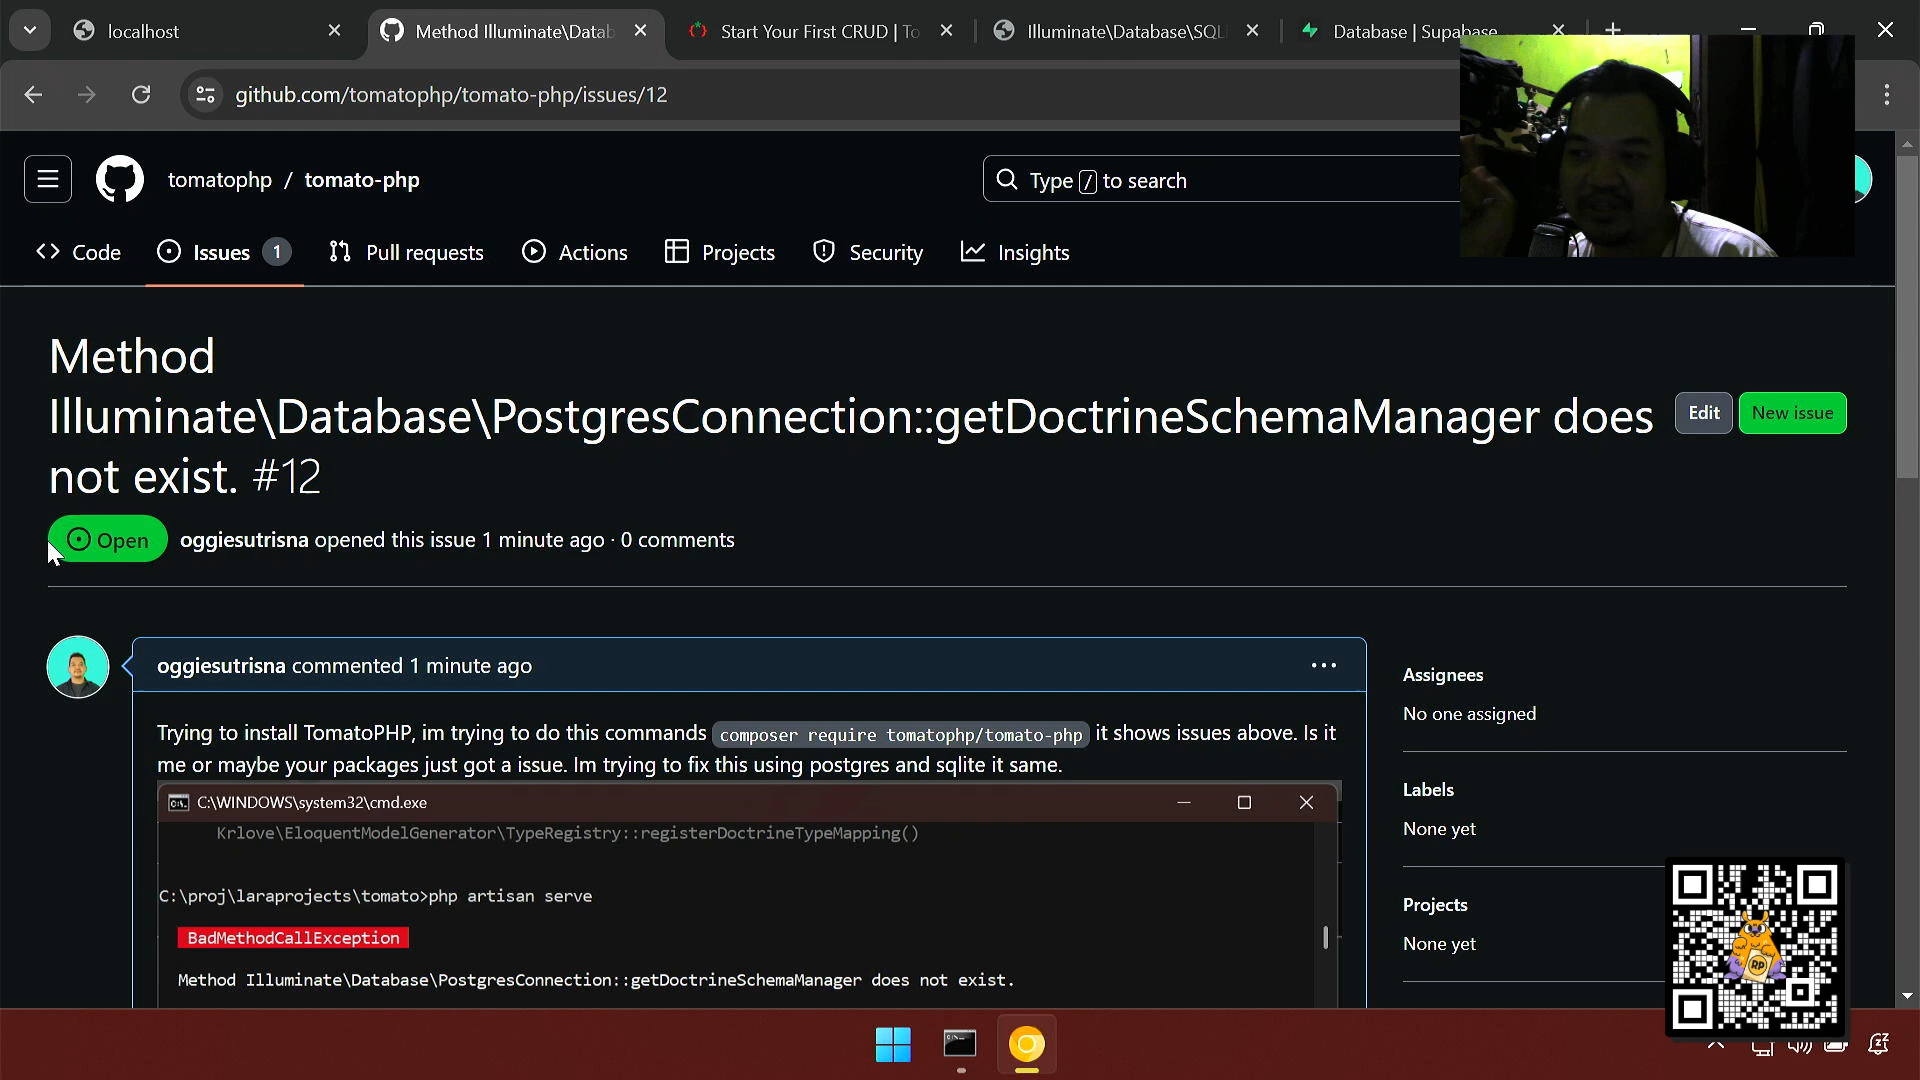 localhost
Method Illuminate\Datab
Start Your First CRUD | To
Illuminate\Database\SQL
Database | Supabase
github.com/tomatophp/tomato-php/issues/12
tomatophp / tomato-php
Type / to search
Code
Issues 1
Pull requests
Actions
Projects
Security
Insights
Method
Illuminate\Database\PostgresConnection::getDoctrineSchemaManager does
not exist. #12
Edit
New issue
Open
oggiesutrisna opened this issue 1 minute ago · 0 comments
oggiesutrisna commented 1 minute ago
Trying to install TomatoPHP, im trying to do this commands composer require tomatophp/tomato-php it shows issues above. Is it
me or maybe your packages just got a issue. Im trying to fix this using postgres and sqlite it same.
C:\WINDOWS\system32\cmd.exe
Krlove\EloquentModelGenerator\TypeRegistry::registerDoctrineTypeMapping()
C:\proj\laraprojects\tomato>php artisan serve
BadMethodCallException
Method Illuminate\Database\PostgresConnection::getDoctrineSchemaManager does not exist.
Assignees
No one assigned
Labels
None yet
Projects
None yet
RP